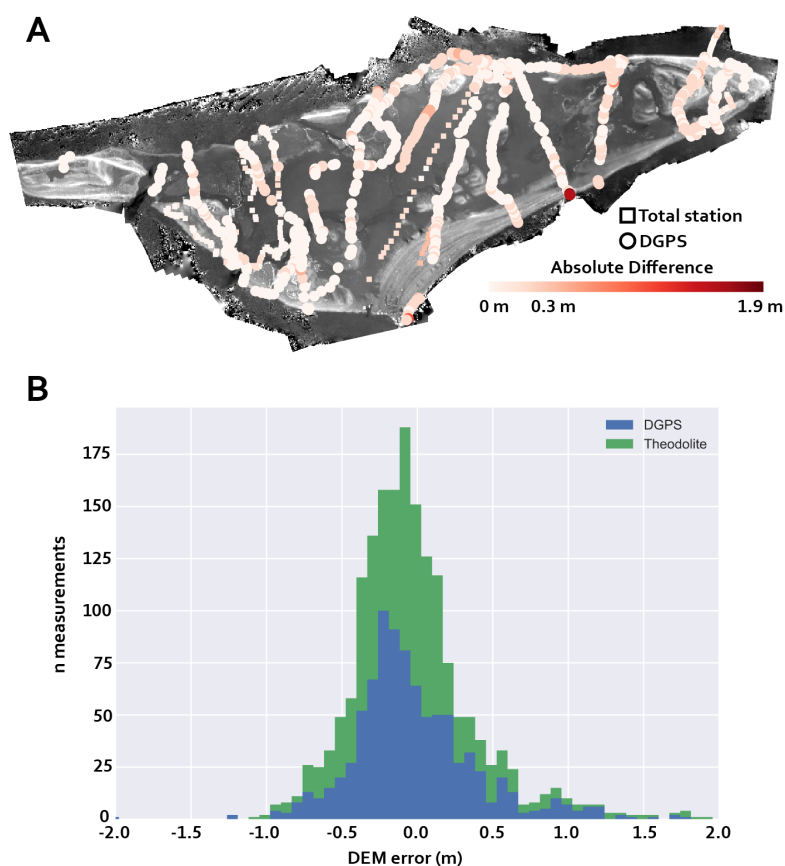 A
Total station
DGPS
Absolute Difference
0 m 0.3 m 1.9 m
B
DGPS
Theodolite
n measurements
175
150
125
100
75
50
25
0
-2.0 -1.5 -1.0 -0.5 0.0 0.5 1.0 1.5 2.0
DEM error (m)